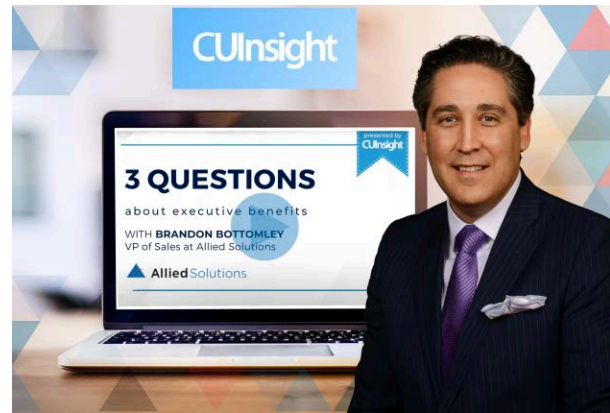 CUInsight
presented by
CUInsight
3 QUESTIONS
about executive benefits
WITH BRANDON BOTTOMLEY
VP of Sales at Allied Solutions
Allied Solutions